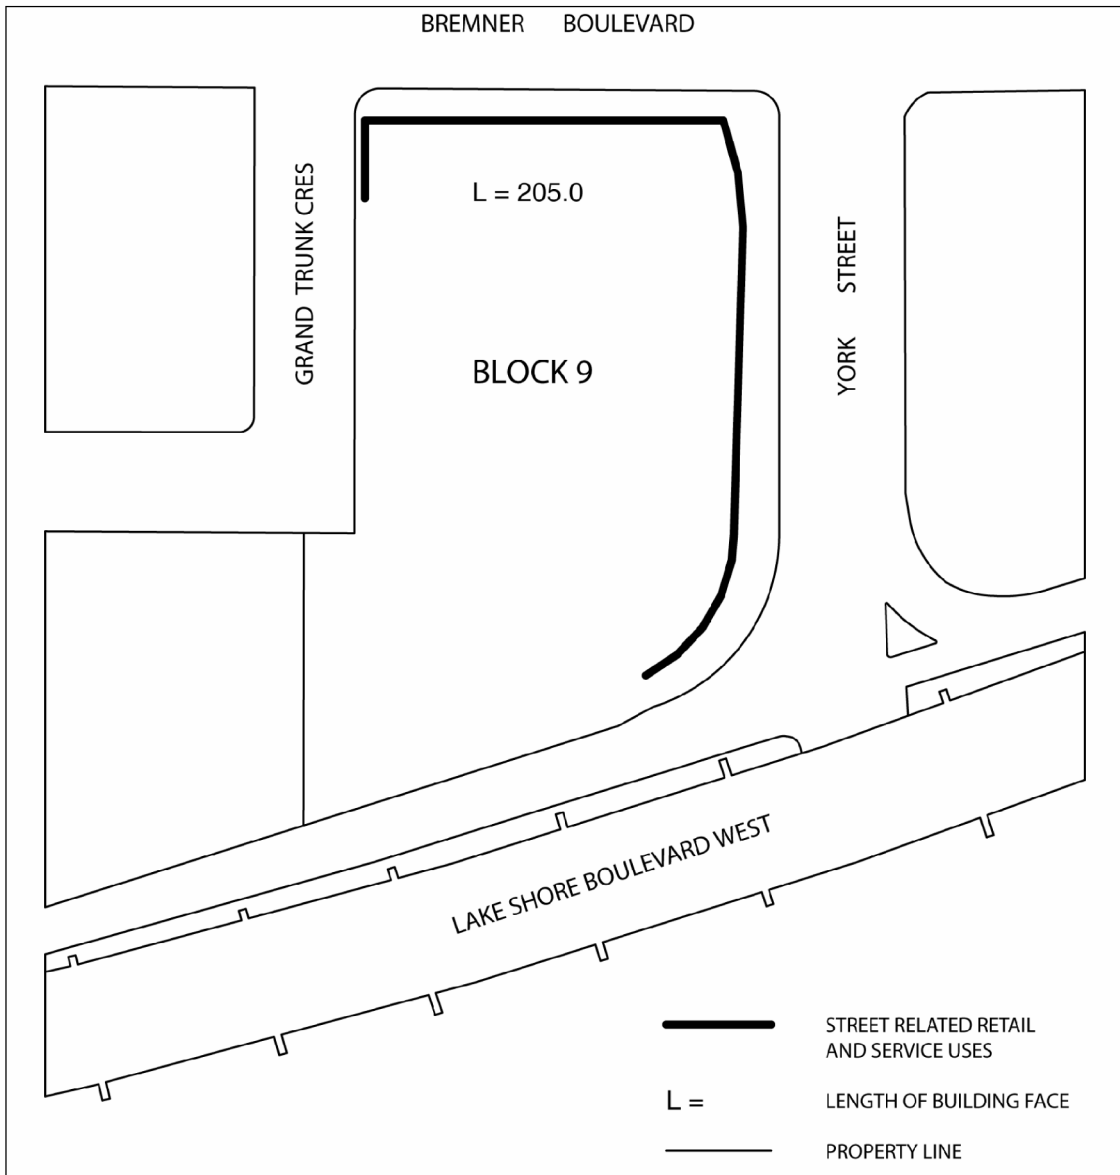 BREMNER BOULEVARD
L = 205.0
GRAND TRUNK CRES
YORK STREET
BLOCK 9
LAKE SHORE BOULEVARD WEST
STREET RELATED RETAIL
AND SERVICE USES
L = LENGTH OF BUILDING FACE
PROPERTY LINE